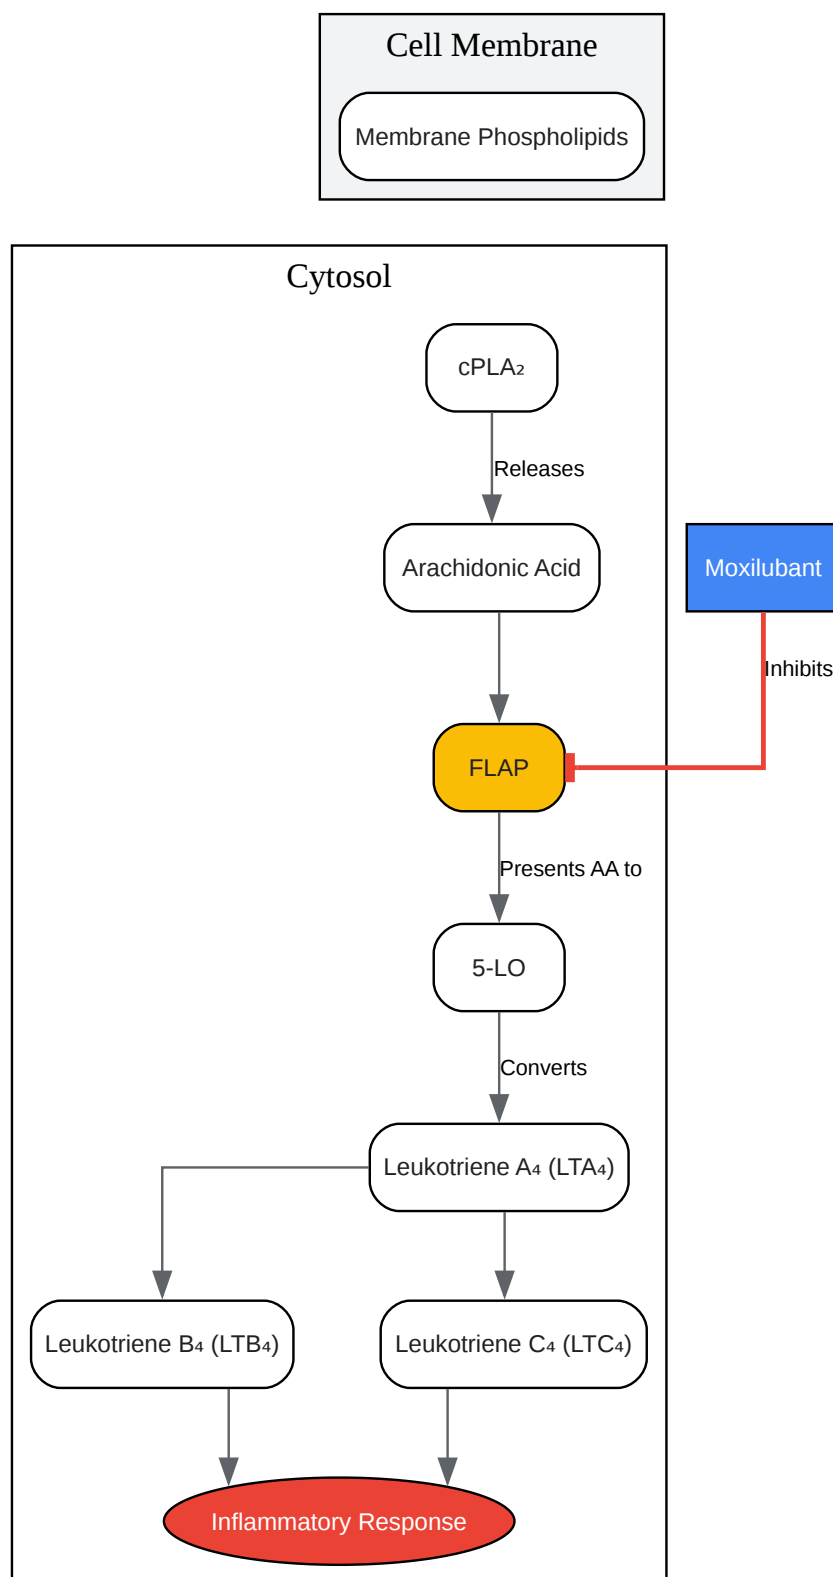 Cell Membrane
Membrane Phospholipids
Cytosol
cPLA₂
Releases
Arachidonic Acid
Moxilubant
Inhibits
FLAP
Presents AA to
5-LO
Converts
Leukotriene A₄ (LTA₄)
Leukotriene B₄ (LTB₄)
Leukotriene C₄ (LTC₄)
Inflammatory Response